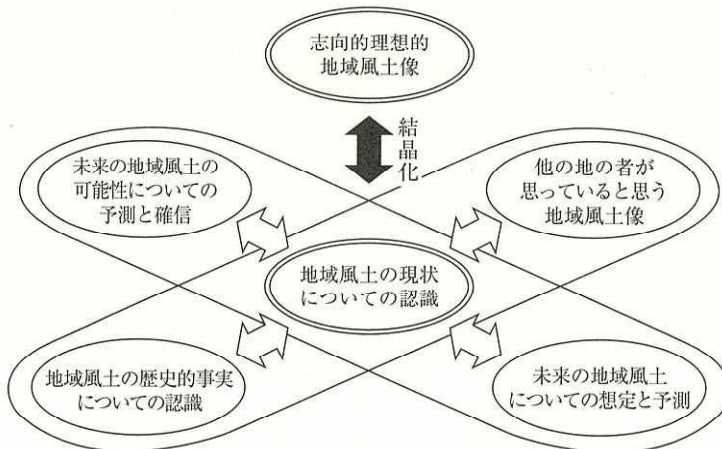 志向的理想的
地域風土像
結晶化
未来の地域風土の
可能性についての
予測と確信
他の地の者が
思っていると思う
地域風土像
地域風土の現状
についての認識
地域風土の歴史的事実
についての認識
未来の地域風土
についての想定と予測